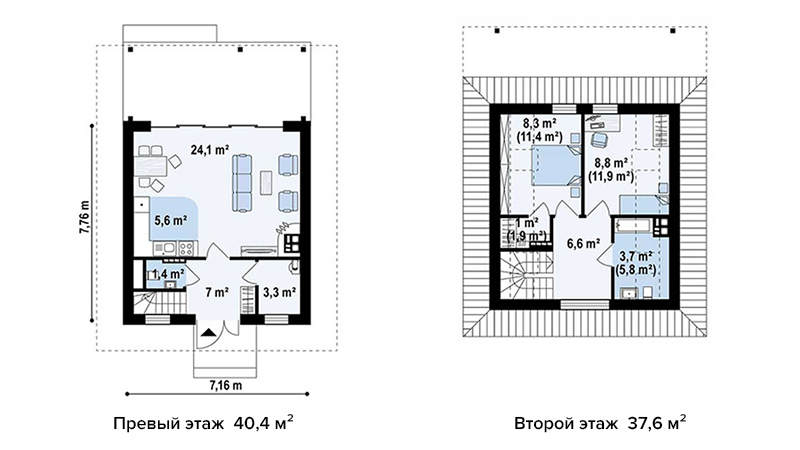 24,1 m²
5,6 m²
1,4 m²
7 m²
3,3 m²
7,76 m
7,16 m
Превый этаж 40,4 м²
8,3 m²
(11,4 m²)
8,8 m²
(11,9 m²)
1 m²
(1,9 m²)
6,6 m²
3,7 m²
(5,8 m²)
Второй этаж 37,6 м²